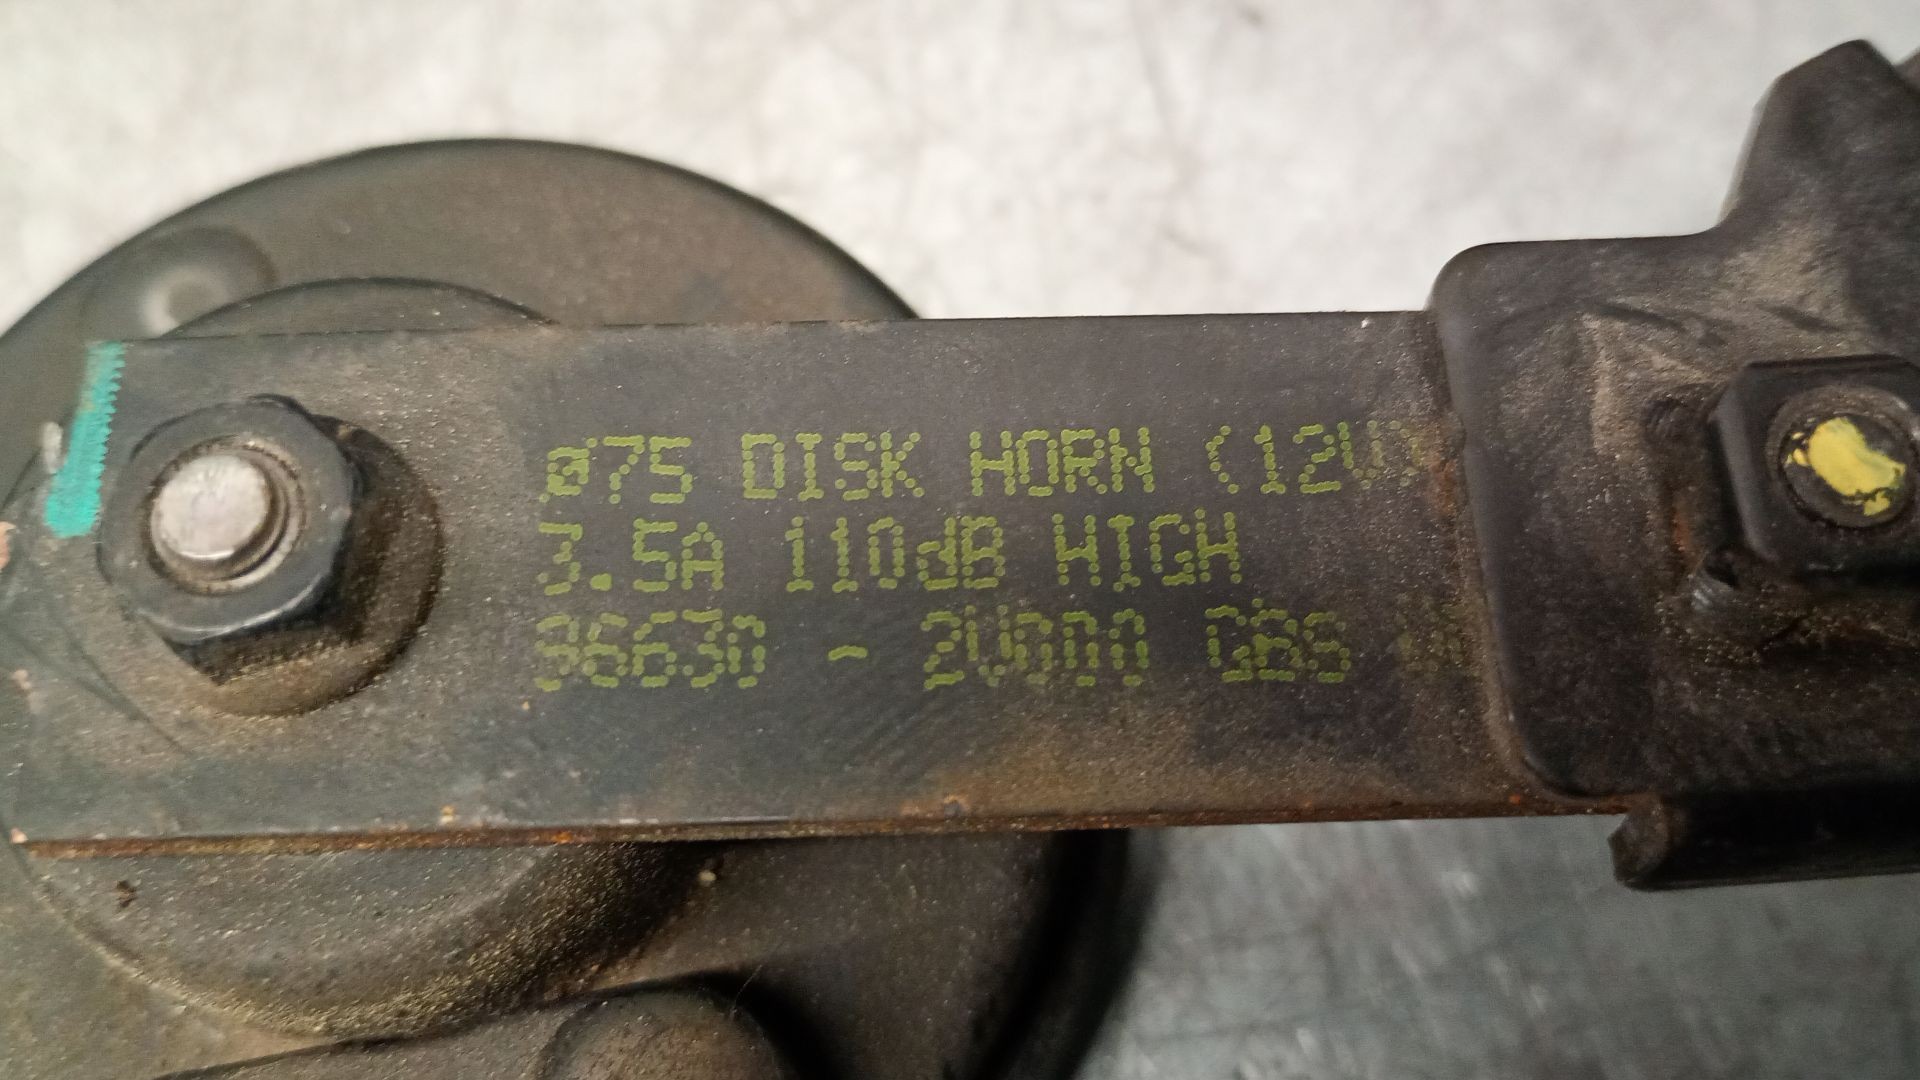 ø75 DISK HORN (12V)
3.5A 110dB HIGH
96630 - 2V000 GBS